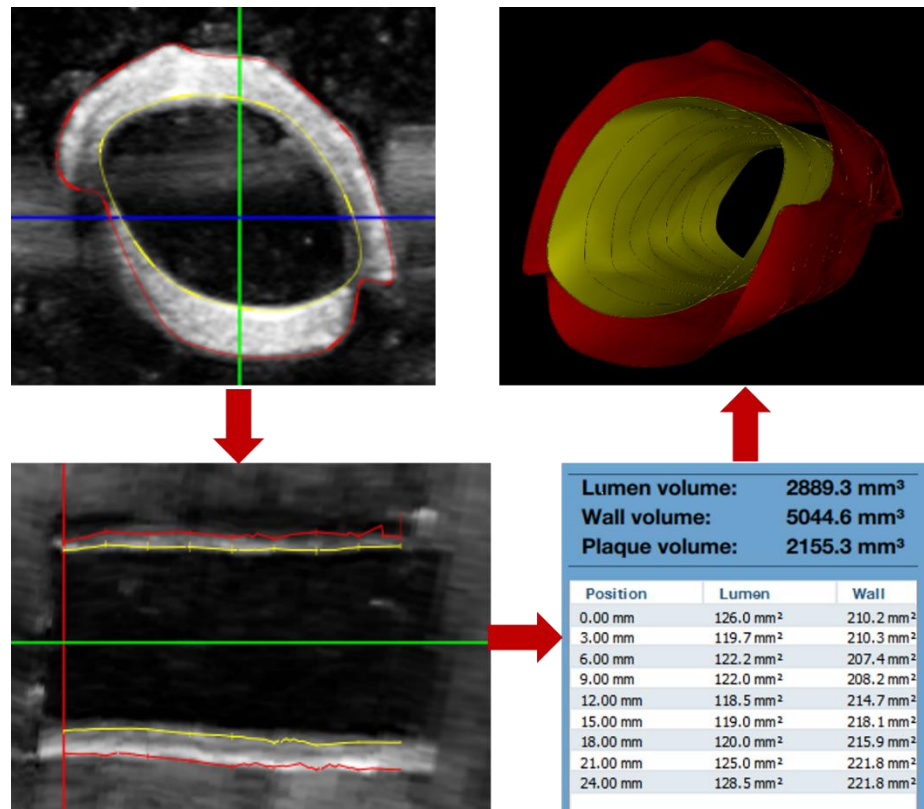 Lumen volume: 2889.3 mm³
Wall volume: 5044.6 mm³
Plaque volume: 2155.3 mm³
Position Lumen Wall
0.00 mm 126.0 mm² 210.2 mm²
3.00 mm 119.7 mm² 210.3 mm²
6.00 mm 122.2 mm² 207.4 mm²
9.00 mm 122.0 mm² 208.2 mm²
12.00 mm 118.5 mm² 214.7 mm²
15.00 mm 119.0 mm² 218.1 mm²
18.00 mm 120.0 mm² 215.9 mm²
21.00 mm 125.0 mm² 221.8 mm²
24.00 mm 128.5 mm² 221.8 mm²